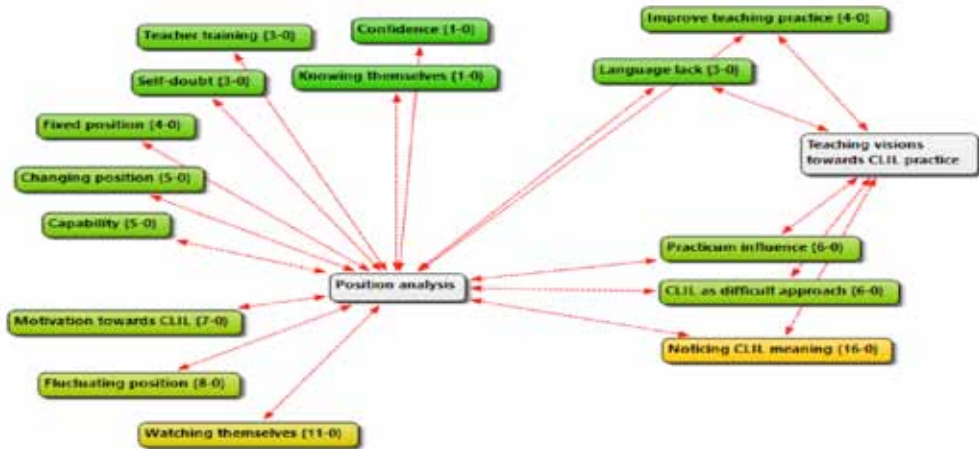 Improve teaching practice (4-0)
Confidence (1-0)
Teacher training (3-0)
Language lack (3-0)
Knowing themselves (1-0)
Self-doubt (3-0)
Fixed position (4-0)
Teaching visions
towards CLIL practice
Changing position (5-0)
Capability (5-0)
Practicum influence (6-0)
Position analysis
CLIL as difficult approach (6-0)
Motivation towards CLIL (7-0)
Noticing CLIL meaning (16-0)
Fluctuating position (8-0)
Watching themselves (11-0)